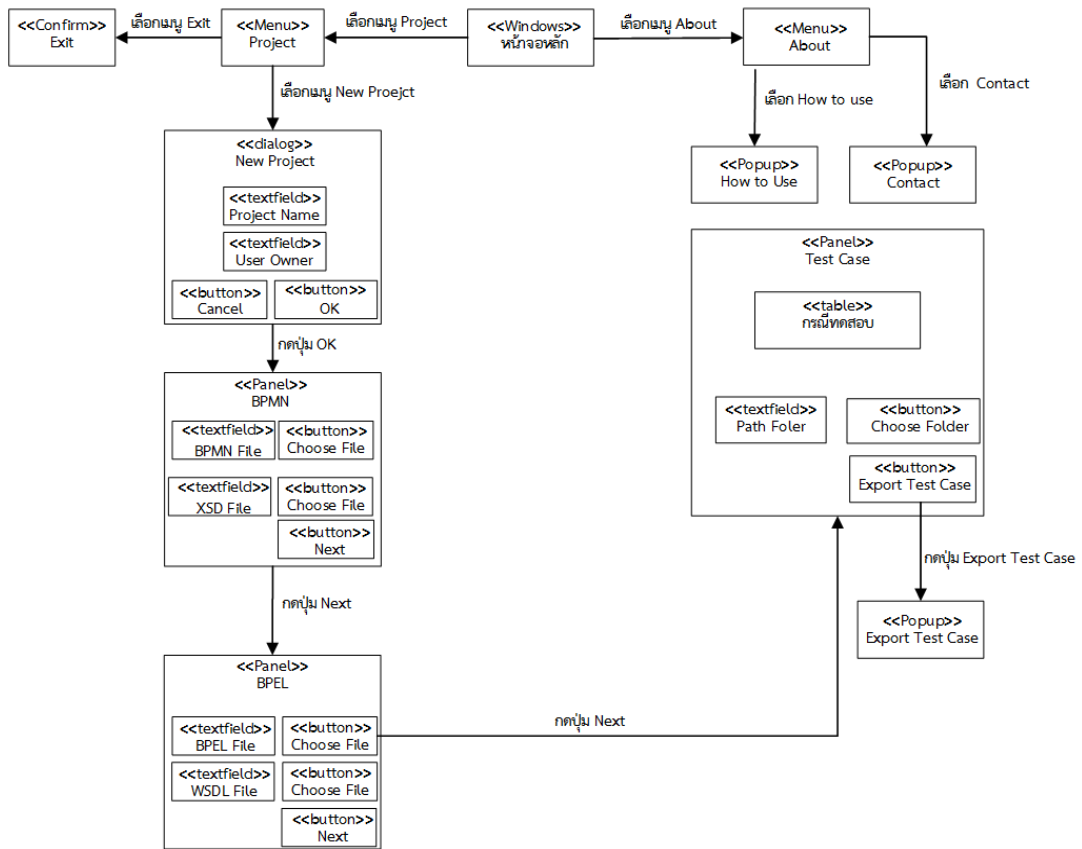 <<Confirm>>
Exit
เลือกเมนู Exit
<<Menu>>
Project
เลือกเมนู Project
<<Windows>>
หน้าจอหลัก
เลือกเมนู About
<<Menu>>
About
เลือกเมนู New Proejct
เลือก How to use
เลือก Contact
<<dialog>>
New Project
<<textfield>>
Project Name
<<textfield>>
User Owner
<<button>>
Cancel
<<button>>
OK
<<Popup>>
How to Use
<<Popup>>
Contact
กดปุ่ม OK
<<Panel>>
BPMN
<<textfield>>
BPMN File
<<button>>
Choose File
<<textfield>>
XSD File
<<button>>
Choose File
<<button>>
Next
<<Panel>>
Test Case
<<table>>
กรณีทดสอบ
<<textfield>>
Path Foler
<<button>>
Choose Folder
<<button>>
Export Test Case
กดปุ่ม Export Test Case
<<Popup>>
Export Test Case
กดปุ่ม Next
<<Panel>>
BPEL
<<textfield>>
BPEL File
<<button>>
Choose File
<<textfield>>
WSDL File
<<button>>
Choose File
<<button>>
Next
กดปุ่ม Next